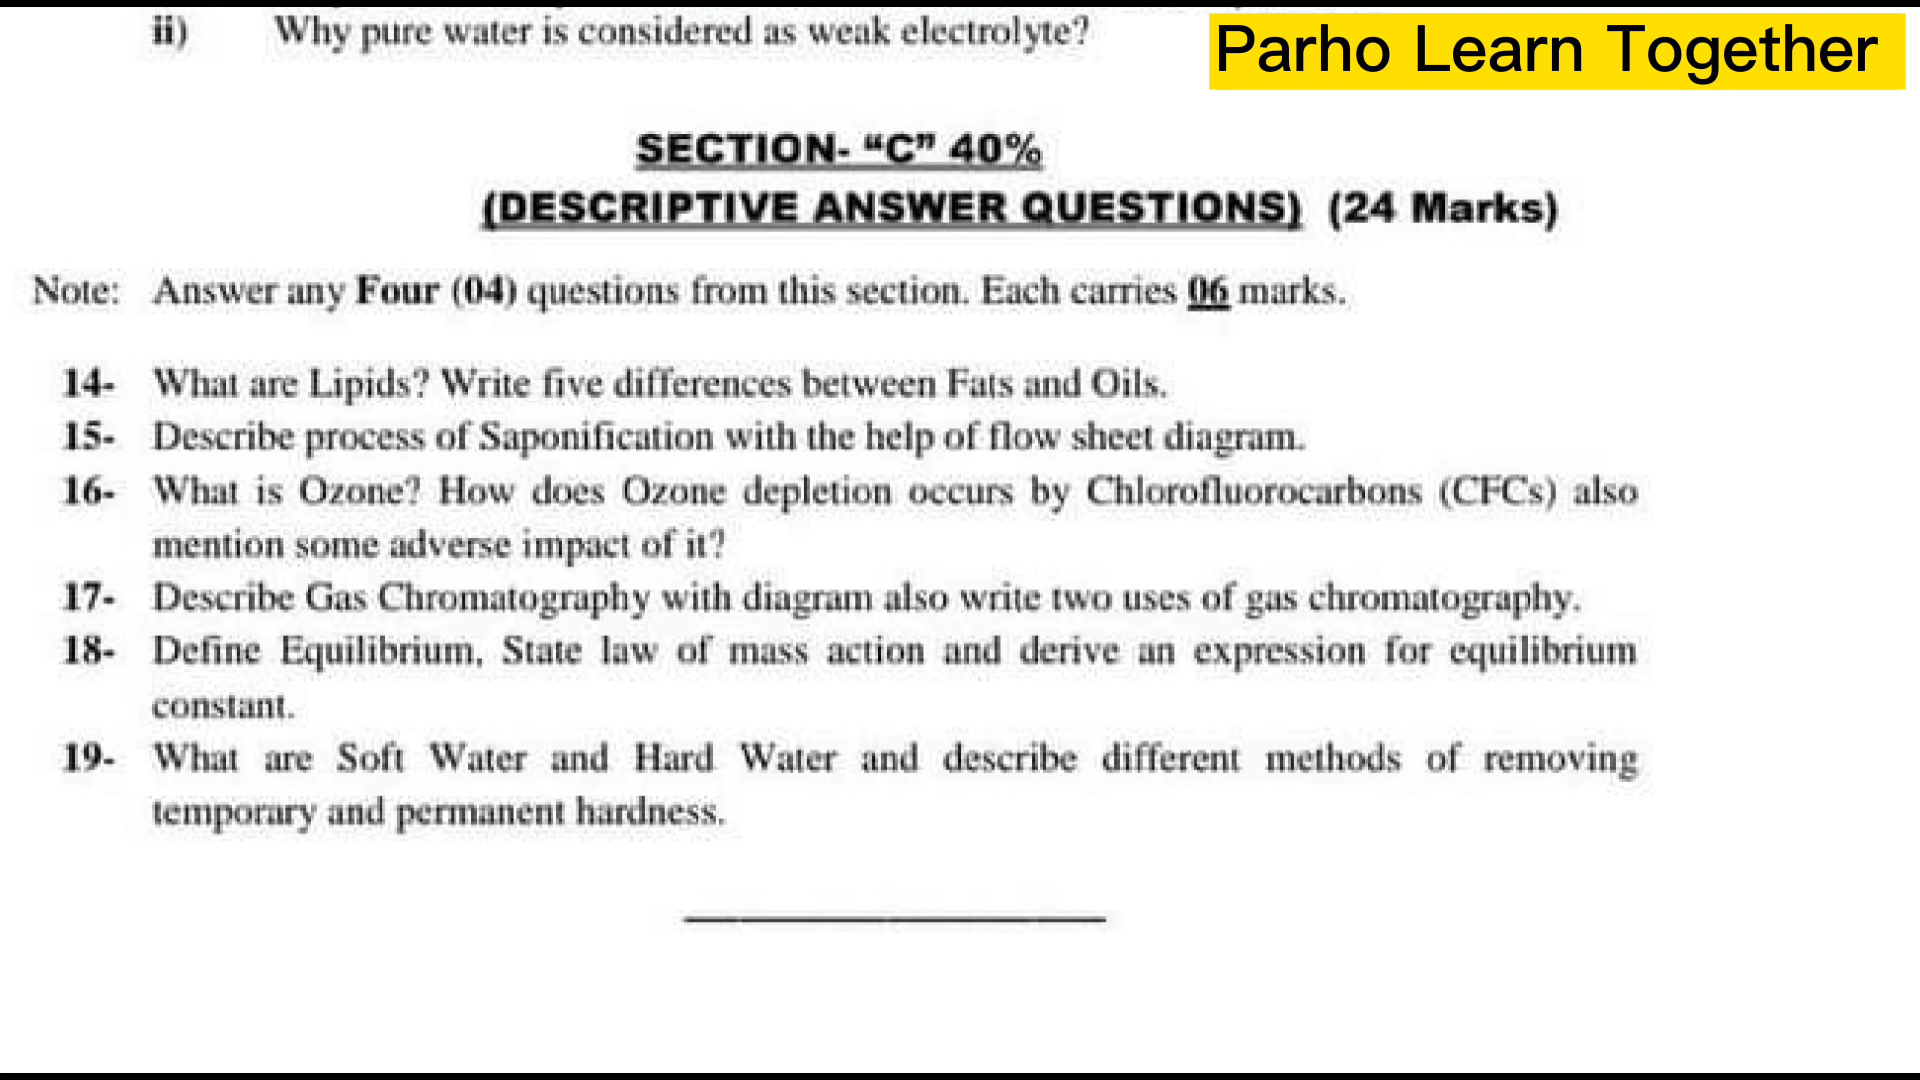 ii) Why pure water is considered as weak electrolyte?
Parho Learn Together
SECTION- “C” 40%
(DESCRIPTIVE ANSWER QUESTIONS) (24 Marks)
Note: Answer any Four (04) questions from this section. Each carries 06 marks.
14- What are Lipids? Write five differences between Fats and Oils.
15- Describe process of Saponification with the help of flow sheet diagram.
16- What is Ozone? How does Ozone depletion occurs by Chlorofluorocarbons (CFCs) also
mention some adverse impact of it?
17- Describe Gas Chromatography with diagram also write two uses of gas chromatography.
18- Define Equilibrium, State law of mass action and derive an expression for equilibrium
constant.
19- What are Soft Water and Hard Water and describe different methods of removing
temporary and permanent hardness.